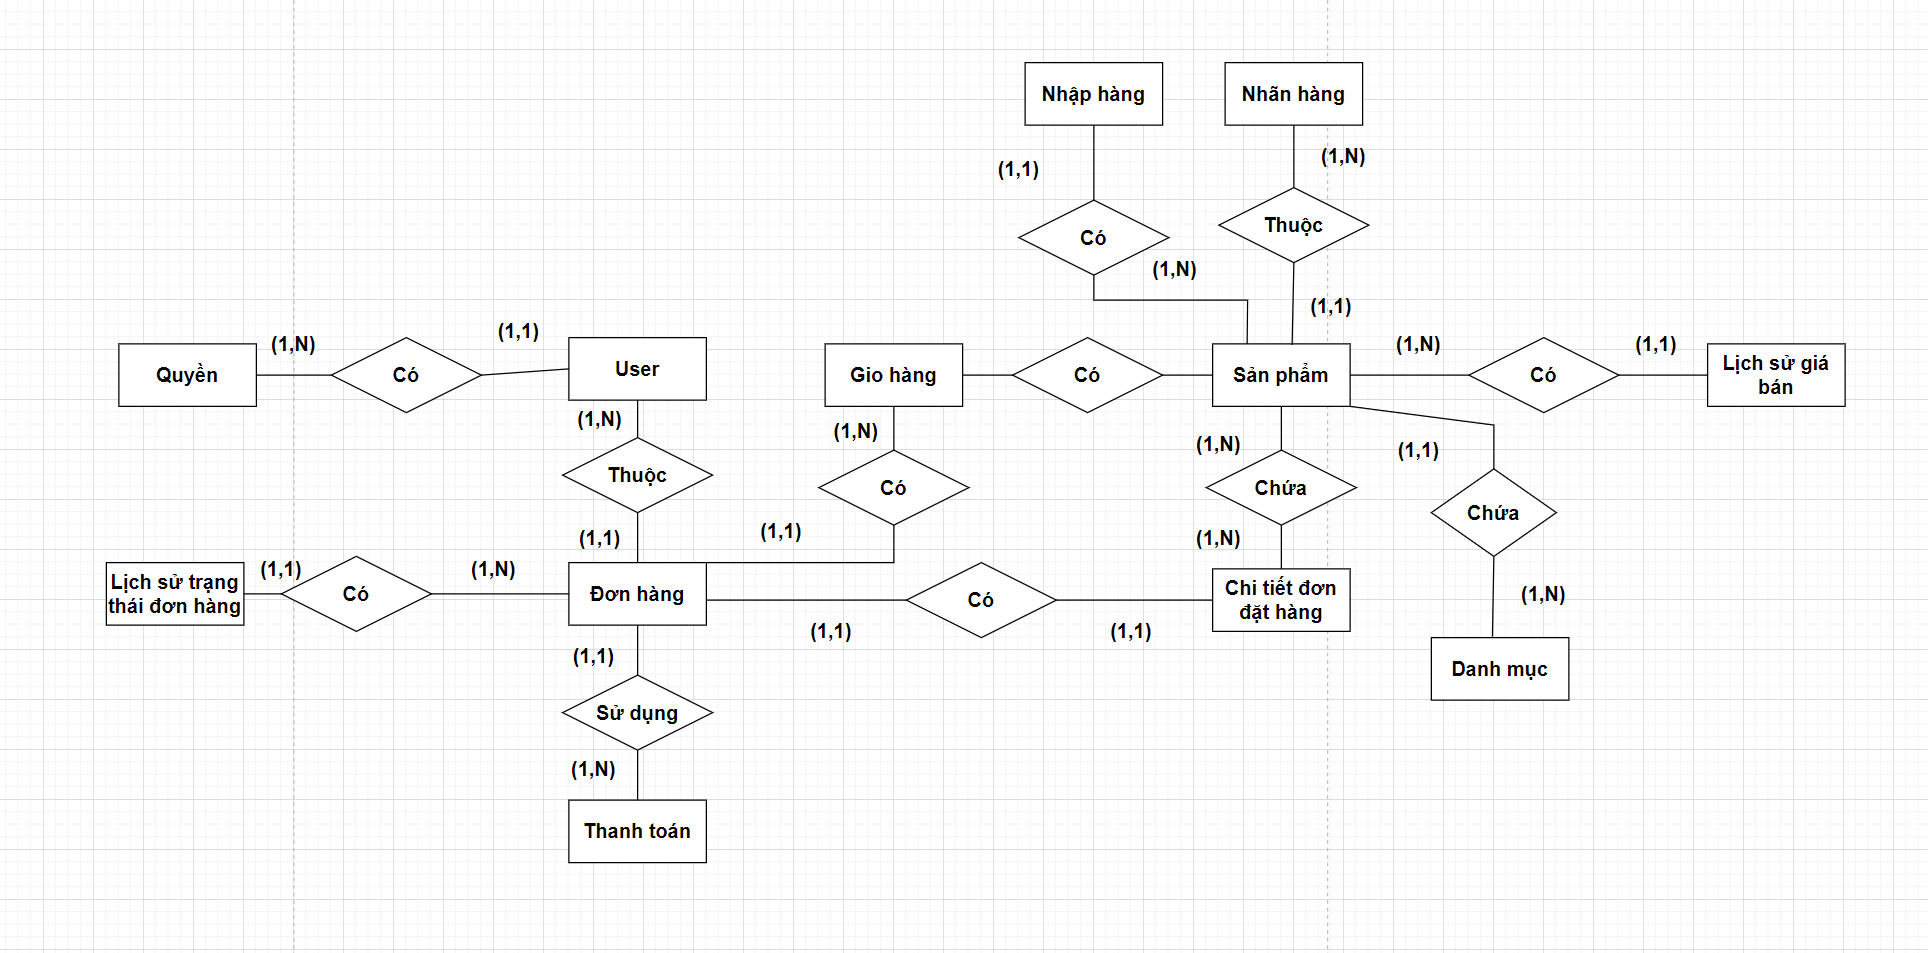 Nhập hàng
Nhãn hàng
(1,N)
(1,1)
Thuộc
Có
(1,N)
(1,1)
(1,1)
(1,N)
(1,N)
(1,1)
User
Quyền
Có
Gio hàng
Có
Sản phẩm
Có
Lịch sử giá
bán
(1,N)
(1,N)
(1,N)
(1,1)
Thuộc
Có
Chứa
Chứa
(1,1)
(1,1)
(1,N)
(1,1)
(1,N)
Lịch sử trạng
thái đơn hàng
Có
Đơn hàng
Có
Chi tiết đơn
đặt hàng
(1,N)
(1,1)
(1,1)
(1,1)
Danh mục
Sử dụng
(1,N)
Thanh toán